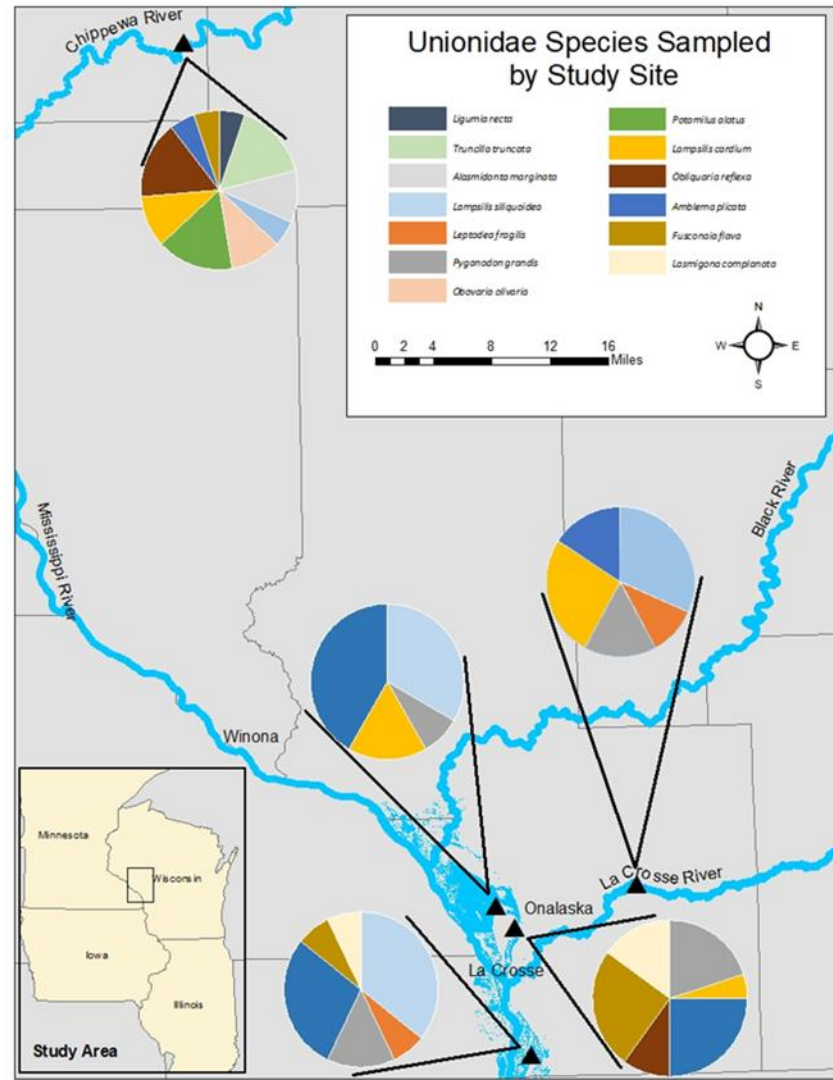 Chippewa River
Unionidae Species Sampled
by Study Site
Ligumia recta
Truncilla truncata
Alasmidonta marginata
Lampsilis siliquoidea
Leptodea fragilis
Pyganodon grandis
Obovaria olivaria
Potamilus alatus
Lampsilis cardium
Obliquaria reflexa
Amblema plicata
Fusconaia flava
Lasmigona complanata
0 2 4 8 12 16
Miles
N
W E
S
Mississippi River
Black River
Winona
La Crosse River
Onalaska
La Crosse
Minnesota
Wisconsin
Iowa
Illinois
Study Area